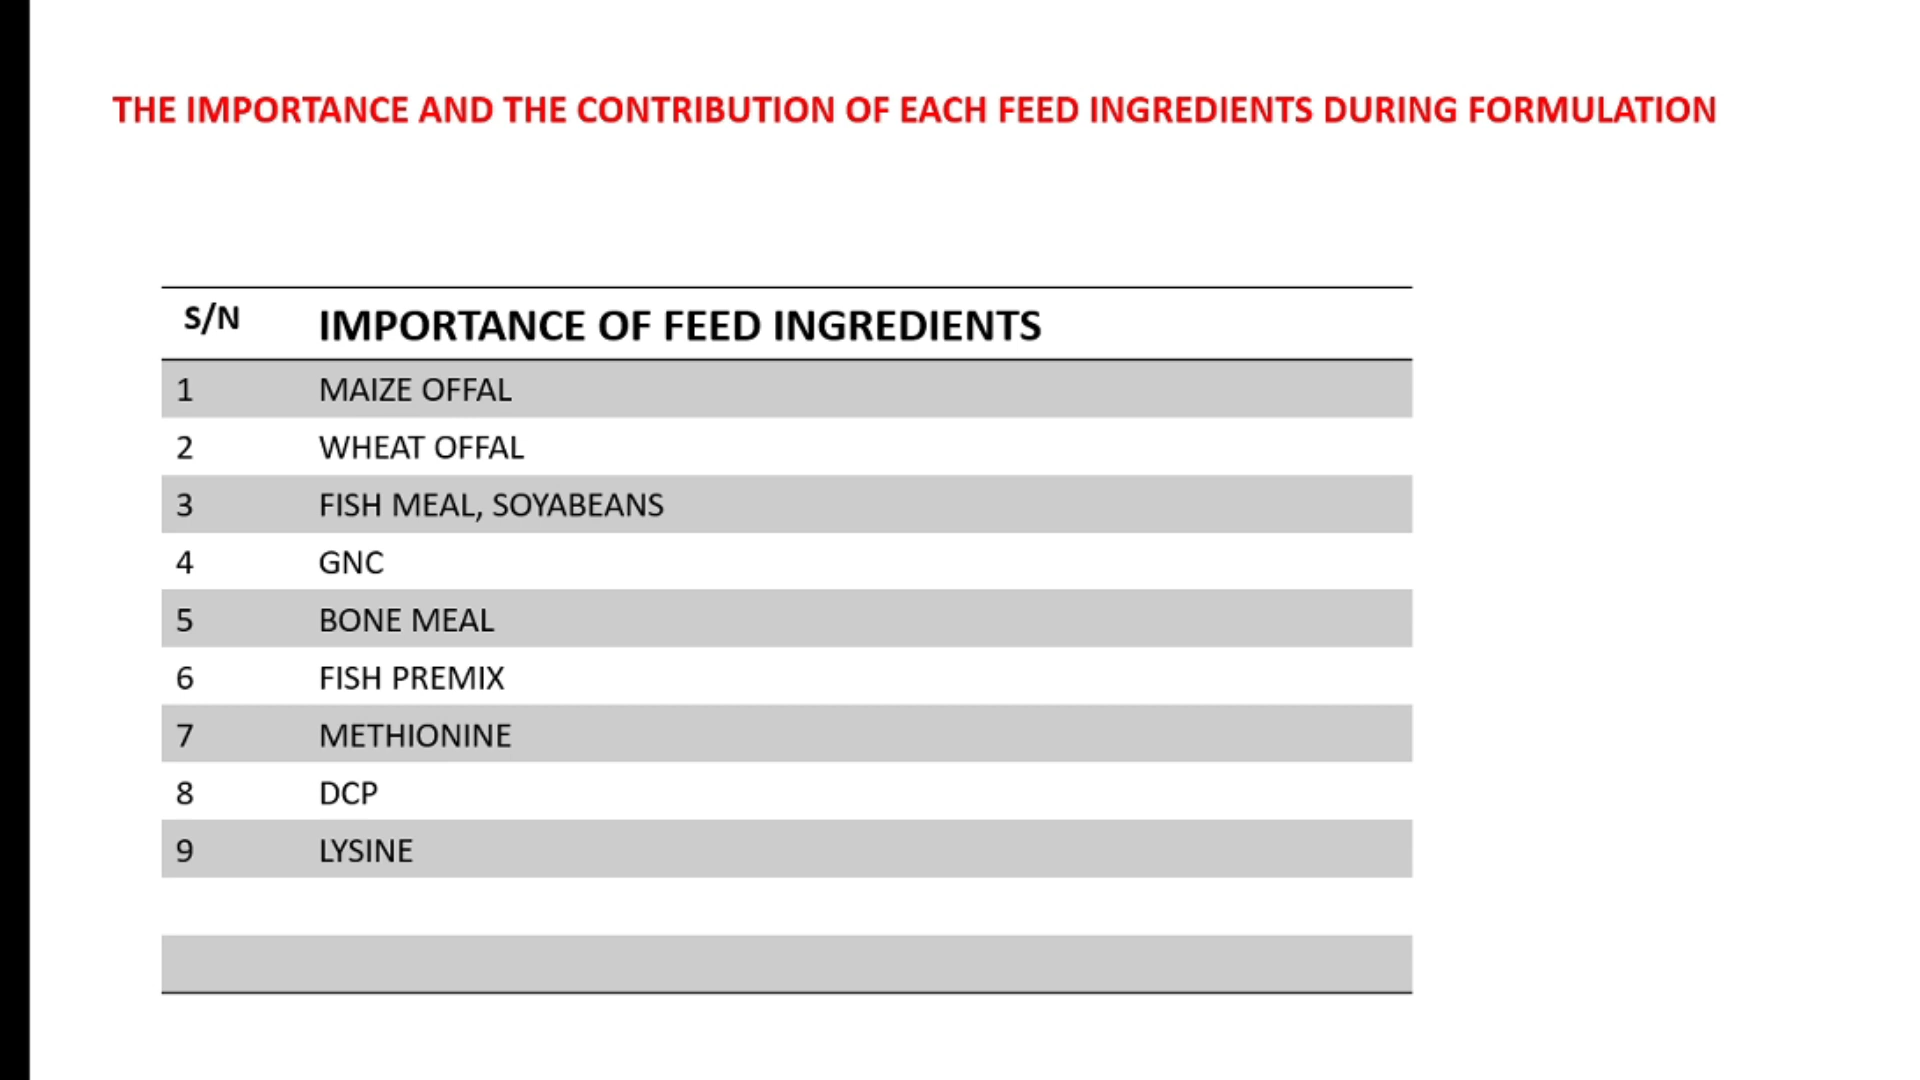 THE IMPORTANCE AND THE CONTRIBUTION OF EACH FEED INGREDIENTS DURING FORMULATION
S/N IMPORTANCE OF FEED INGREDIENTS
1 MAIZE OFFAL
2 WHEAT OFFAL
3 FISH MEAL, SOYABEANS
4 GNC
5 BONE MEAL
6 FISH PREMIX
7 METHIONINE
8 DCP
9 LYSINE